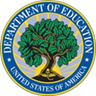 DEPARTMENT OF EDUCATION
UNITED STATES OF AMERICA